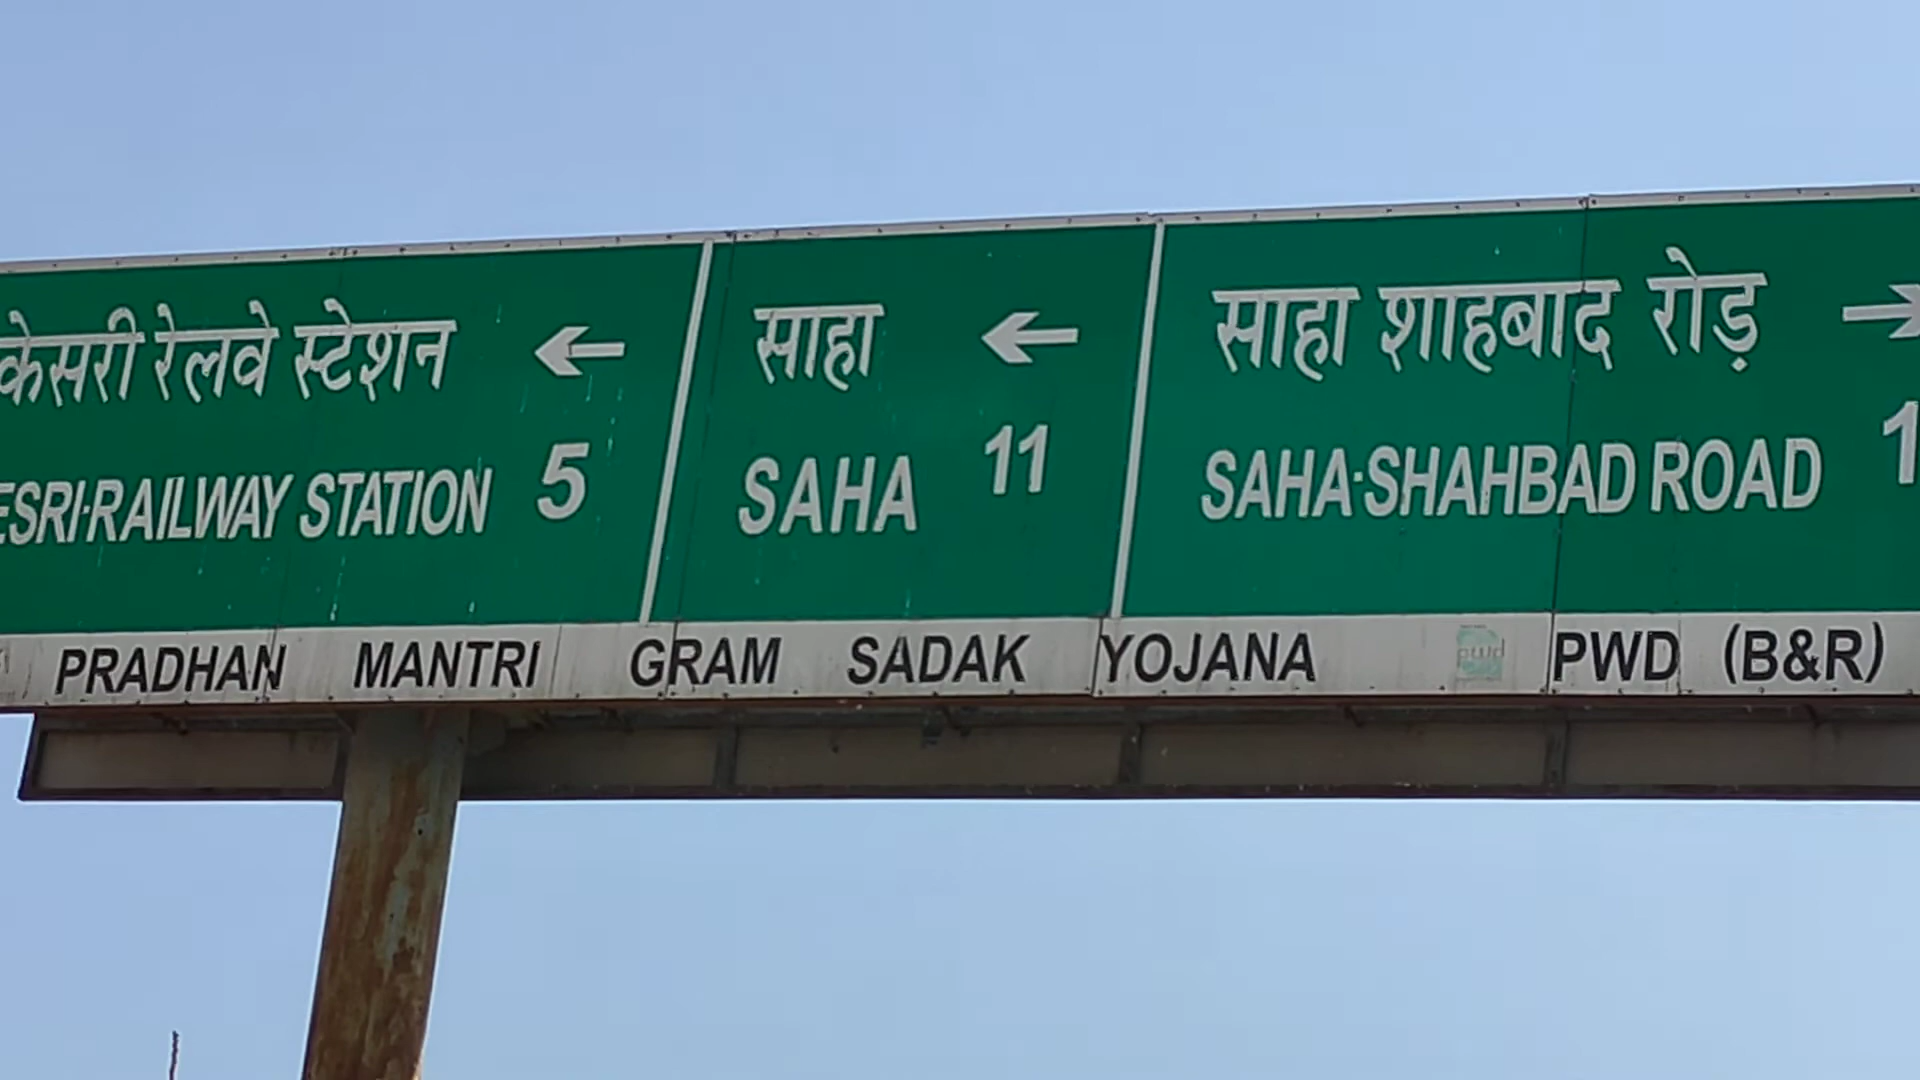 केसरी रेलवे स्टेशन ←
ESRI-RAILWAY STATION 5
साहा ←
SAHA 11
साहा शाहबाद रोड़ →
SAHA-SHAHBAD ROAD 1
PRADHAN MANTRI GRAM SADAK YOJANA pwd PWD (B&R)